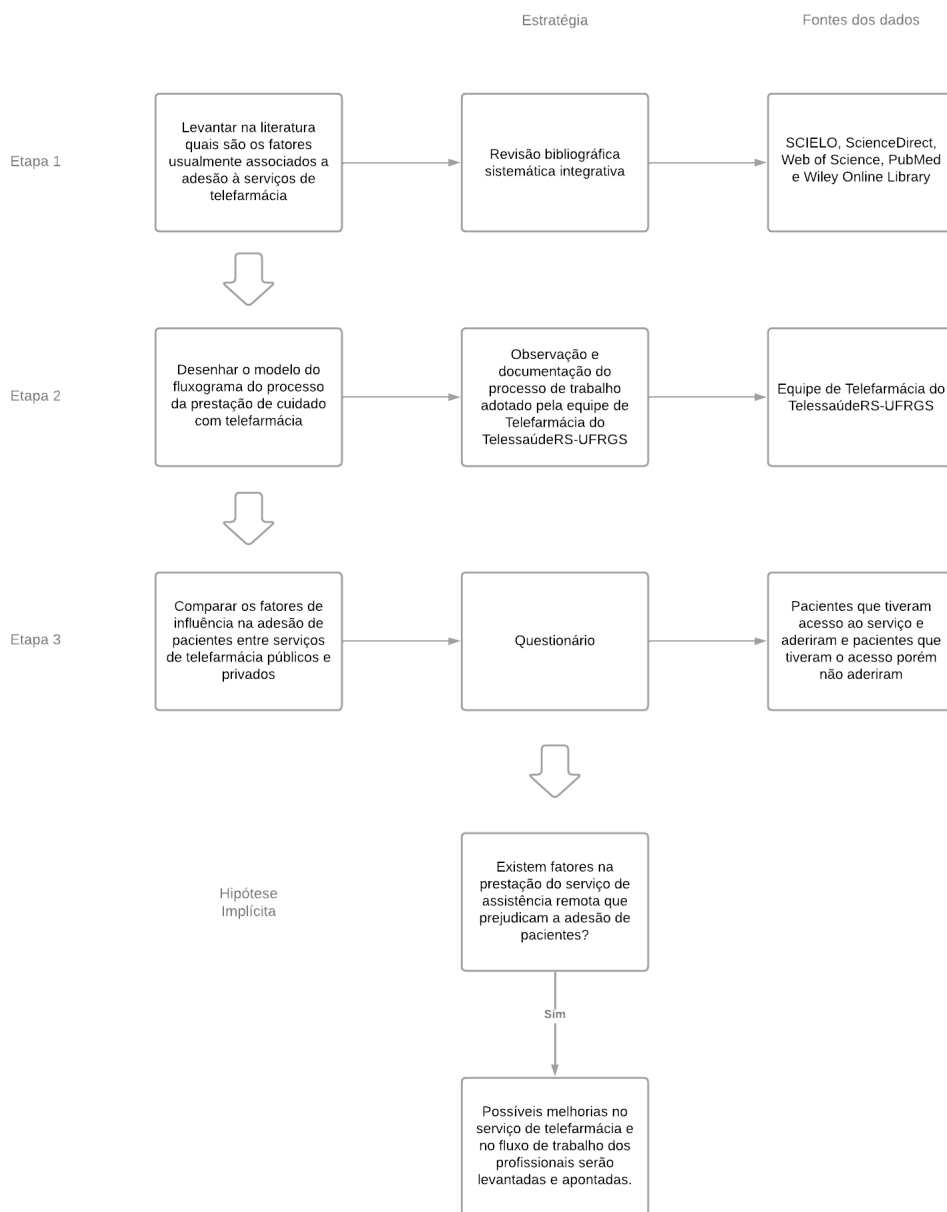 Estratégia
Fontes dos dados
Etapa 1
Levantar na literatura
quais são os fatores
usualmente associados a
adesão à serviços de
telefarmácia
Revisão bibliográfica
sistemática integrativa
SCIELO, ScienceDirect,
Web of Science, PubMed
e Wiley Online Library
Etapa 2
Desenhar o modelo do
fluxograma do processo
da prestação de cuidado
com telefarmácia
Observação e
documentação do
processo de trabalho
adotado pela equipe de
Telefarmácia do
TelessaúdeRS-UFRGS
Equipe de Telefarmácia do
TelessaúdeRS-UFRGS
Etapa 3
Comparar os fatores de
influência na adesão de
pacientes entre serviços
de telefarmácia públicos e
privados
Questionário
Pacientes que tiveram
acesso ao serviço e
aderiram e pacientes que
tiveram o acesso porém
não aderiram
Hipótese
Implícita
Existem fatores na
prestação do serviço de
assistência remota que
prejudicam a adesão de
pacientes?
Sim
Possíveis melhorias no
serviço de telefarmácia e
no fluxo de trabalho dos
profissionais serão
levantadas e apontadas.